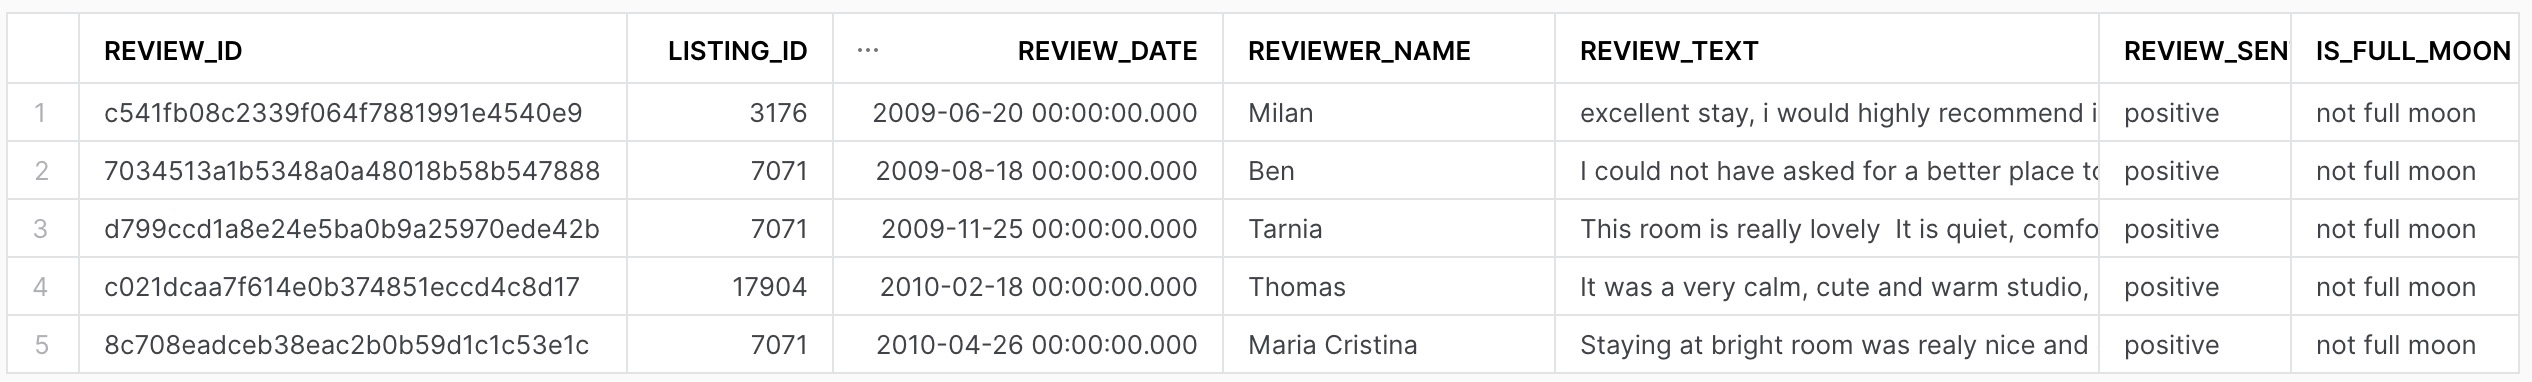 REVIEW_ID LISTING_ID ... REVIEW_DATE REVIEWER_NAME REVIEW_TEXT REVIEW_SEN IS_FULL_MOON
1 c541fb08c2339f064f7881991e4540e9 3176 2009-06-20 00:00:00.000 Milan excellent stay, i would highly recommend i positive not full moon
2 7034513a1b5348a0a48018b58b547888 7071 2009-08-18 00:00:00.000 Ben I could not have asked for a better place to positive not full moon
3 d799ccd1a8e24e5ba0b9a25970ede42b 7071 2009-11-25 00:00:00.000 Tarnia This room is really lovely  It is quiet, comfo positive not full moon
4 c021dcaa7f614e0b374851eccd4c8d17 17904 2010-02-18 00:00:00.000 Thomas It was a very calm, cute and warm studio, positive not full moon
5 8c708eadceb38eac2b0b59d1c1c53e1c 7071 2010-04-26 00:00:00.000 Maria Cristina Staying at bright room was realy nice and positive not full moon